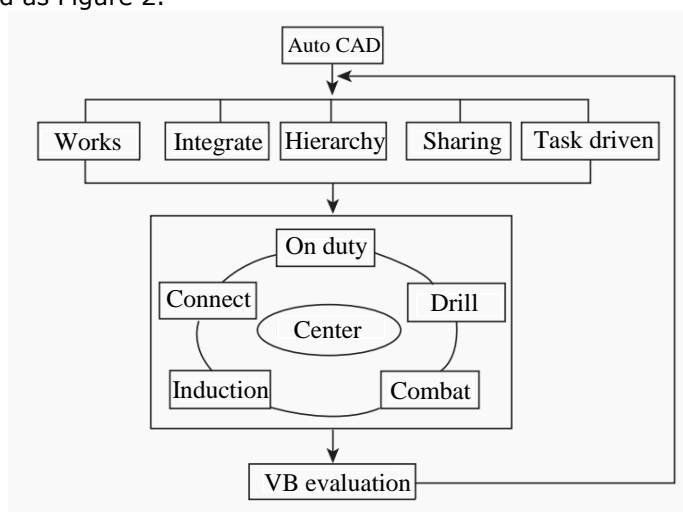 d as Figure 2.
Auto CAD
Works Integrate Hierarchy Sharing Task driven
On duty
Connect
Drill
Center
Induction
Combat
VB evaluation